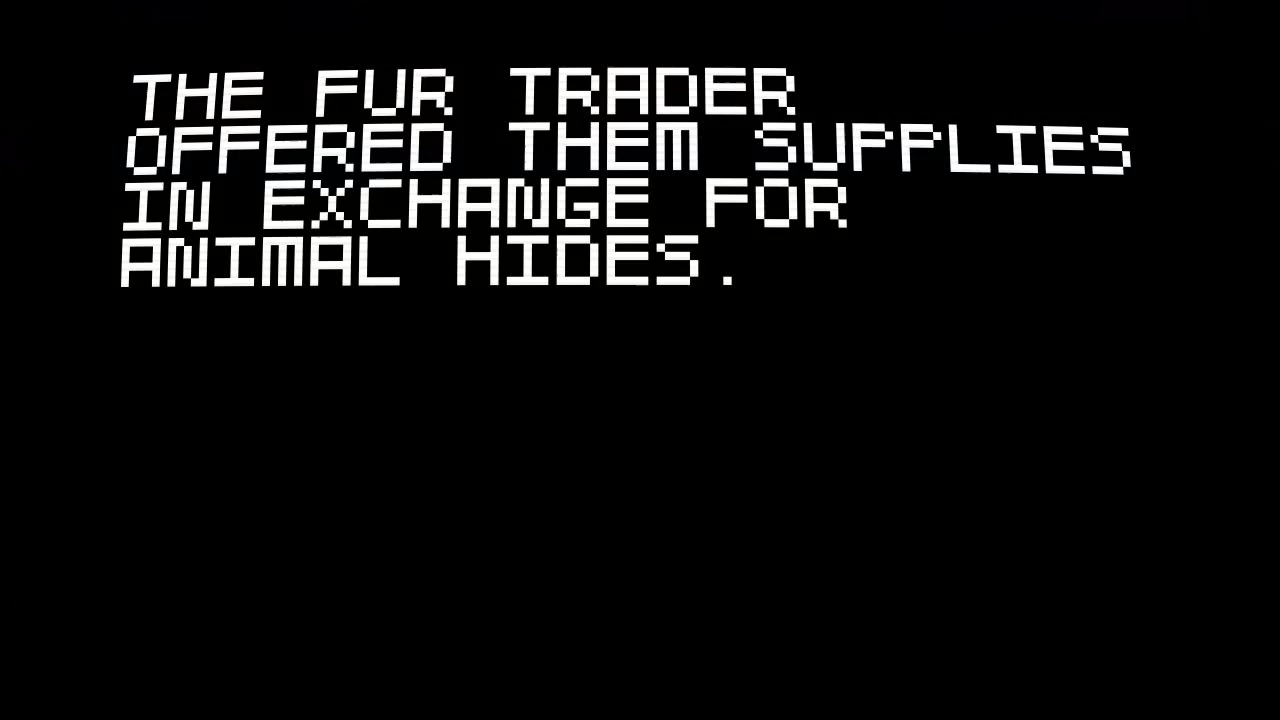 THE FUR TRADER
OFFERED THEM SUPPLIES
IN EXCHANGE FOR
ANIMAL HIDES.